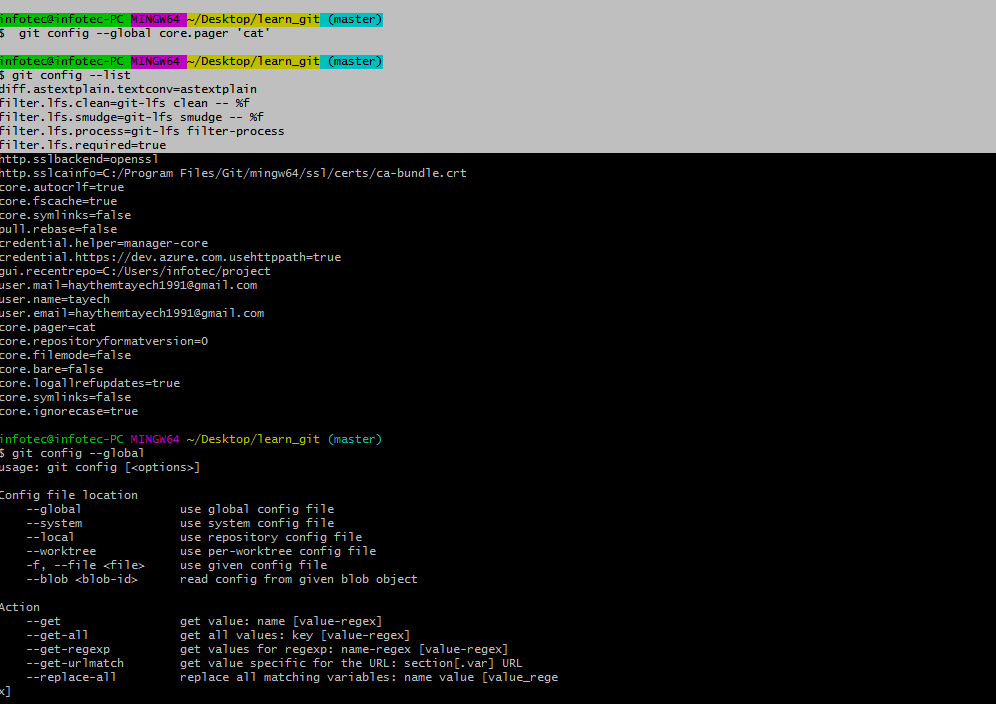 infotec@infotec-PC MINGW64 ~/Desktop/learn_git (master)
$  git config --global core.pager 'cat'
infotec@infotec-PC MINGW64 ~/Desktop/learn_git (master)
$ git config --list
diff.astextplain.textconv=astextplain
filter.lfs.clean=git-lfs clean -- %f
filter.lfs.smudge=git-lfs smudge -- %f
filter.lfs.process=git-lfs filter-process
filter.lfs.required=true
http.sslbackend=openssl
http.sslcainfo=C:/Program Files/Git/mingw64/ssl/certs/ca-bundle.crt
core.autocrlf=true
core.fscache=true
core.symlinks=false
pull.rebase=false
credential.helper=manager-core
credential.https://dev.azure.com.usehttppath=true
gui.recentrepo=C:/Users/infotec/project
user.mail=haythemtayech1991@gmail.com
user.name=tayech
user.email=haythemtayech1991@gmail.com
core.pager=cat
core.repositoryformatversion=0
core.filemode=false
core.bare=false
core.logallrefupdates=true
core.symlinks=false
core.ignorecase=true
infotec@infotec-PC MINGW64 ~/Desktop/learn_git (master)
$ git config --global
usage: git config [<options>]
Config file location
    --global              use global config file
    --system              use system config file
    --local               use repository config file
    --worktree            use per-worktree config file
    -f, --file <file>     use given config file
    --blob <blob-id>      read config from given blob object
Action
    --get                 get value: name [value-regex]
    --get-all             get all values: key [value-regex]
    --get-regexp          get values for regexp: name-regex [value-regex]
    --get-urlmatch        get value specific for the URL: section[.var] URL
    --replace-all         replace all matching variables: name value [value_rege
x]